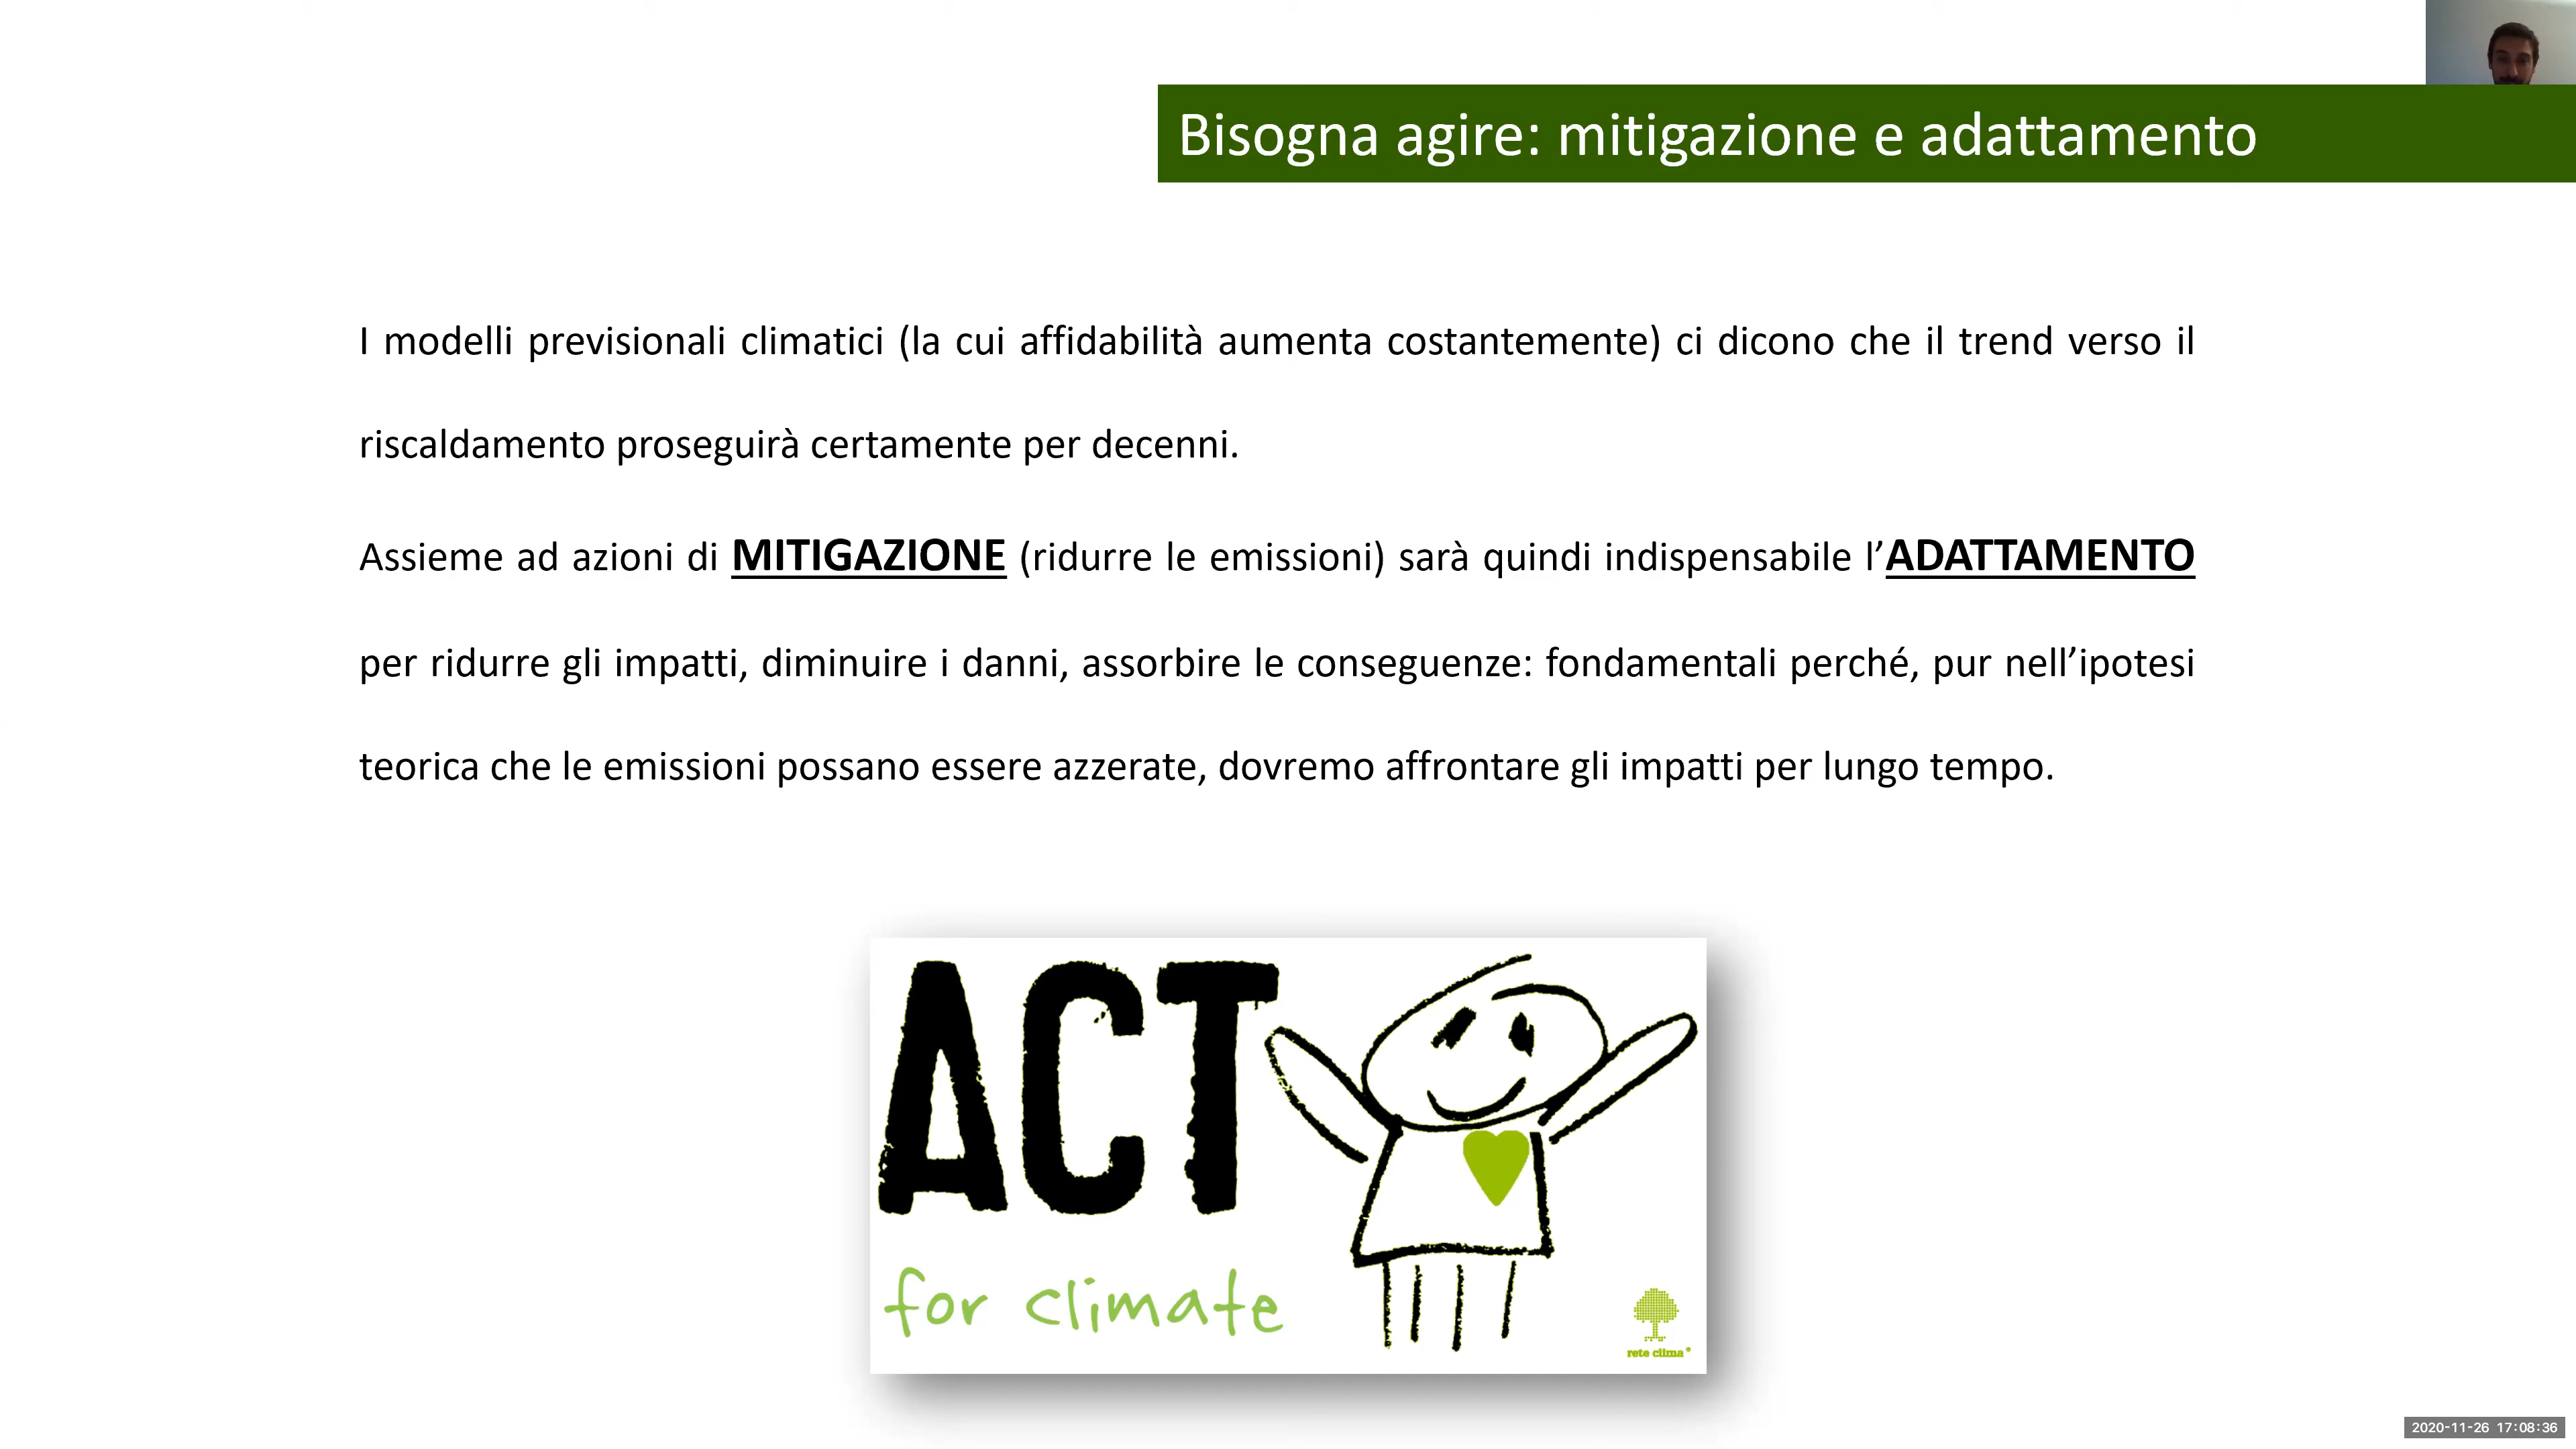 Bisogna agire: mitigazione e adattamento
I modelli previsionali climatici (la cui affidabilità aumenta costantemente) ci dicono che il trend verso il
riscaldamento proseguirà certamente per decenni.
Assieme ad azioni di MITIGAZIONE (ridurre le emissioni) sarà quindi indispensabile l’ADATTAMENTO
per ridurre gli impatti, diminuire i danni, assorbire le conseguenze: fondamentali perché, pur nell’ipotesi
teorica che le emissioni possano essere azzerate, dovremo affrontare gli impatti per lungo tempo.
ACT
for climate
rete clima®
2020-11-26 17:08:36